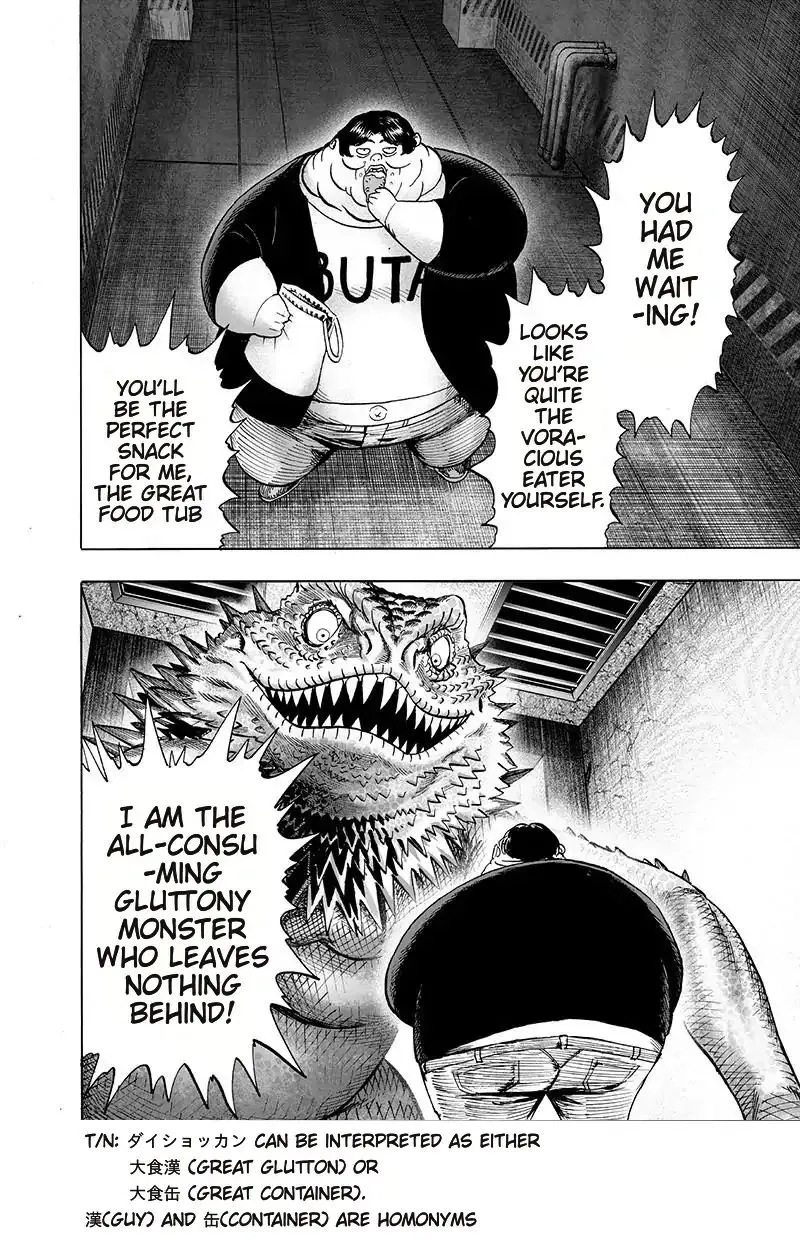 YOU
HAD
ME
WAIT
-ING!
LOOKS
LIKE
YOU'RE
QUITE
THE
VORA-
CIOUS
EATER
YOURSELF.
BUTA
YOU'LL
BE THE
PERFECT
SNACK
FOR ME,
THE GREAT
FOOD TUB
I AM THE
ALL-CONSU
-MING
GLUTTONY
MONSTER
WHO LEAVES
NOTHING
BEHIND!
T/N: ダイショッカン CAN BE INTERPRETED AS EITHER
大食漢 (GREAT GLUTTON) OR
大食缶 (GREAT CONTAINER).
漢(GUY) AND 缶(CONTAINER) ARE HOMONYMS